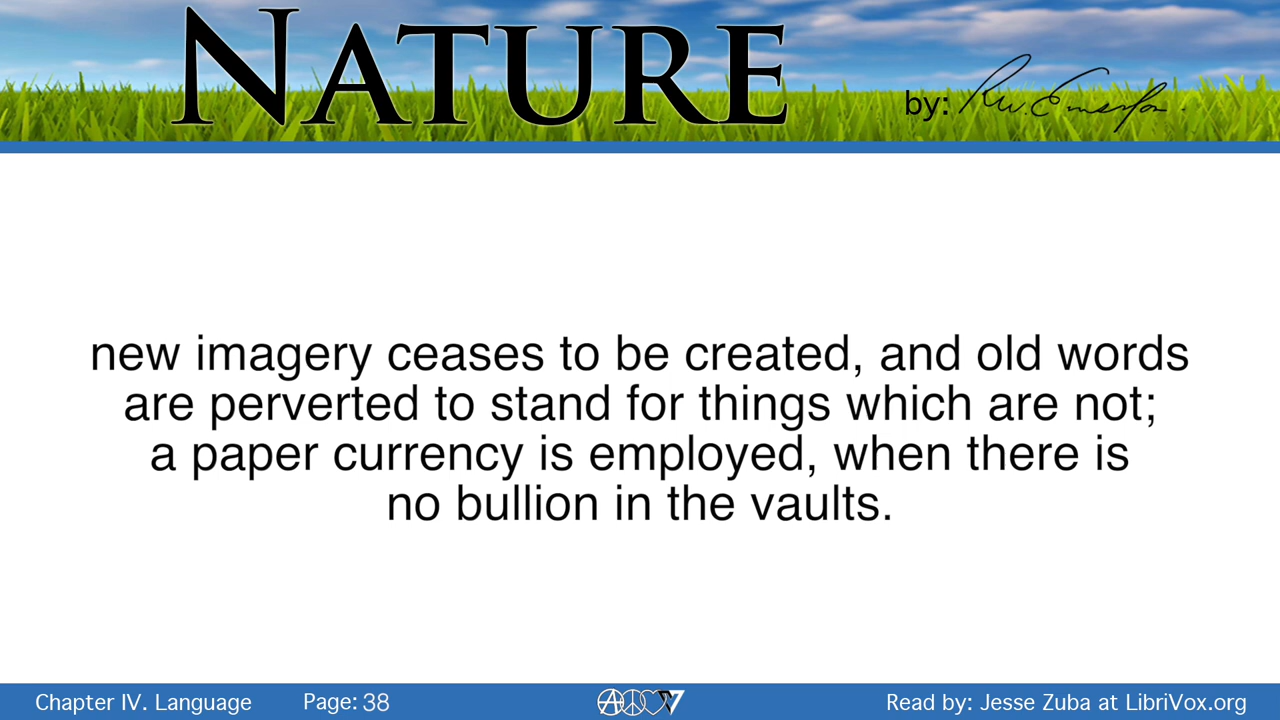 NATURE
by: R.W. Emerson
new imagery ceases to be created, and old words
are perverted to stand for things which are not;
a paper currency is employed, when there is
no bullion in the vaults.
Chapter IV. Language
Page: 38
Read by: Jesse Zuba at LibriVox.org